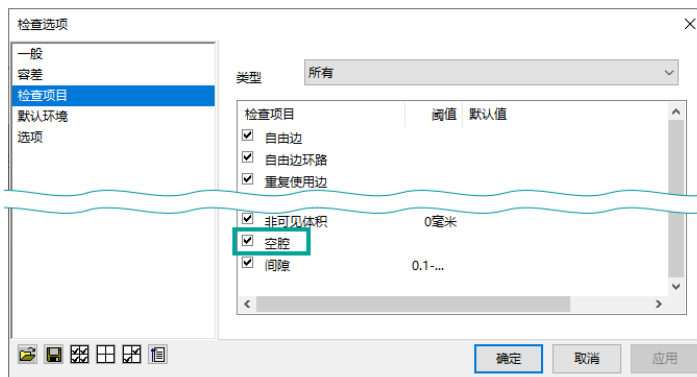 检查选项
一般
容差
检查项目
默认环境
选项
类型 所有
检查项目 阈值 默认值
自由边
自由边环路
重复使用边
非可见体积 0毫米
空腔
间隙 0.1-...
确定 取消 应用